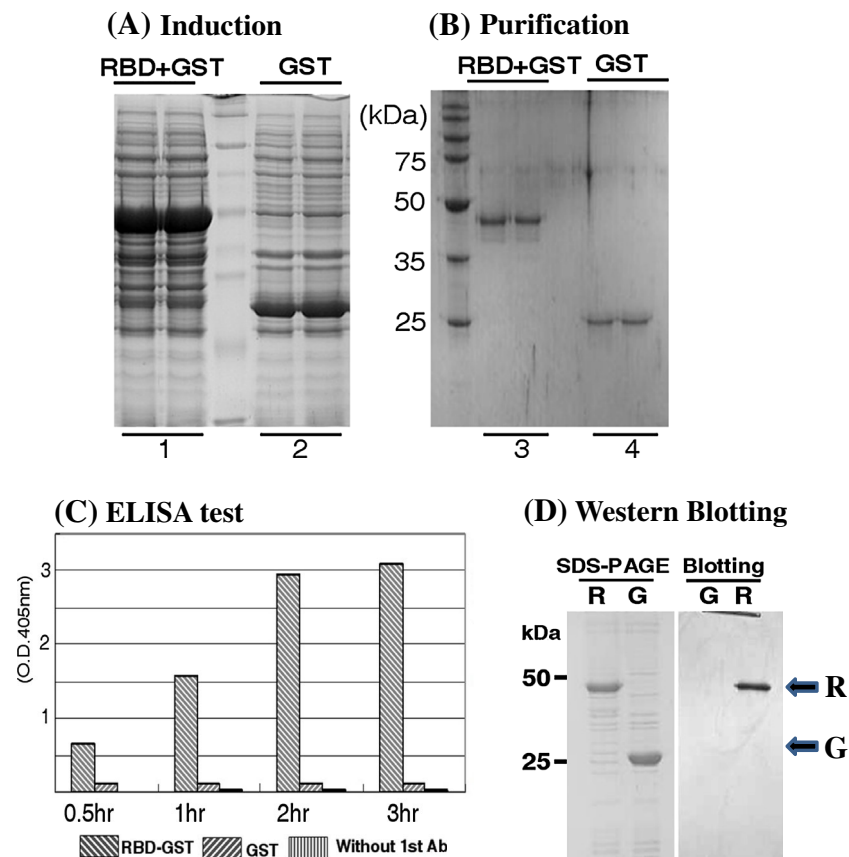 (A) Induction
(B) Purification
RBD+GST
GST
RBD+GST
GST
(kDa)
75
50
35
25
1
2
3
4
(C) ELISA test
(O.D.405nm)
3
2
1
0.5hr
1hr
2hr
3hr
RBD-GST
GST
Without 1st Ab
(D) Western Blotting
SDS-PAGE
Blotting
R
G
G
R
kDa
50
25
R
G